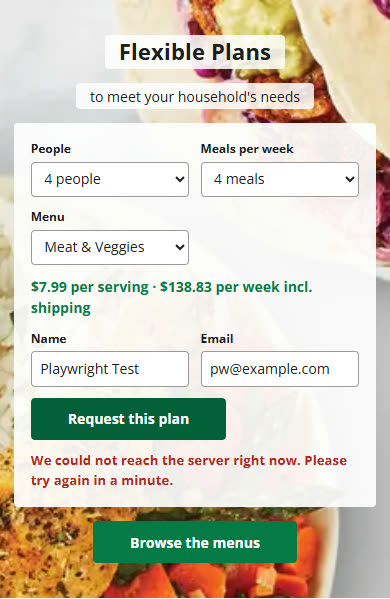 Flexible Plans
to meet your household's needs
People
Meals per week
4 people
4 meals
Menu
Meat & Veggies
$7.99 per serving · $138.83 per week incl.
shipping
Name
Email
Playwright Test
pw@example.com
Request this plan
We could not reach the server right now. Please
try again in a minute.
Browse the menus